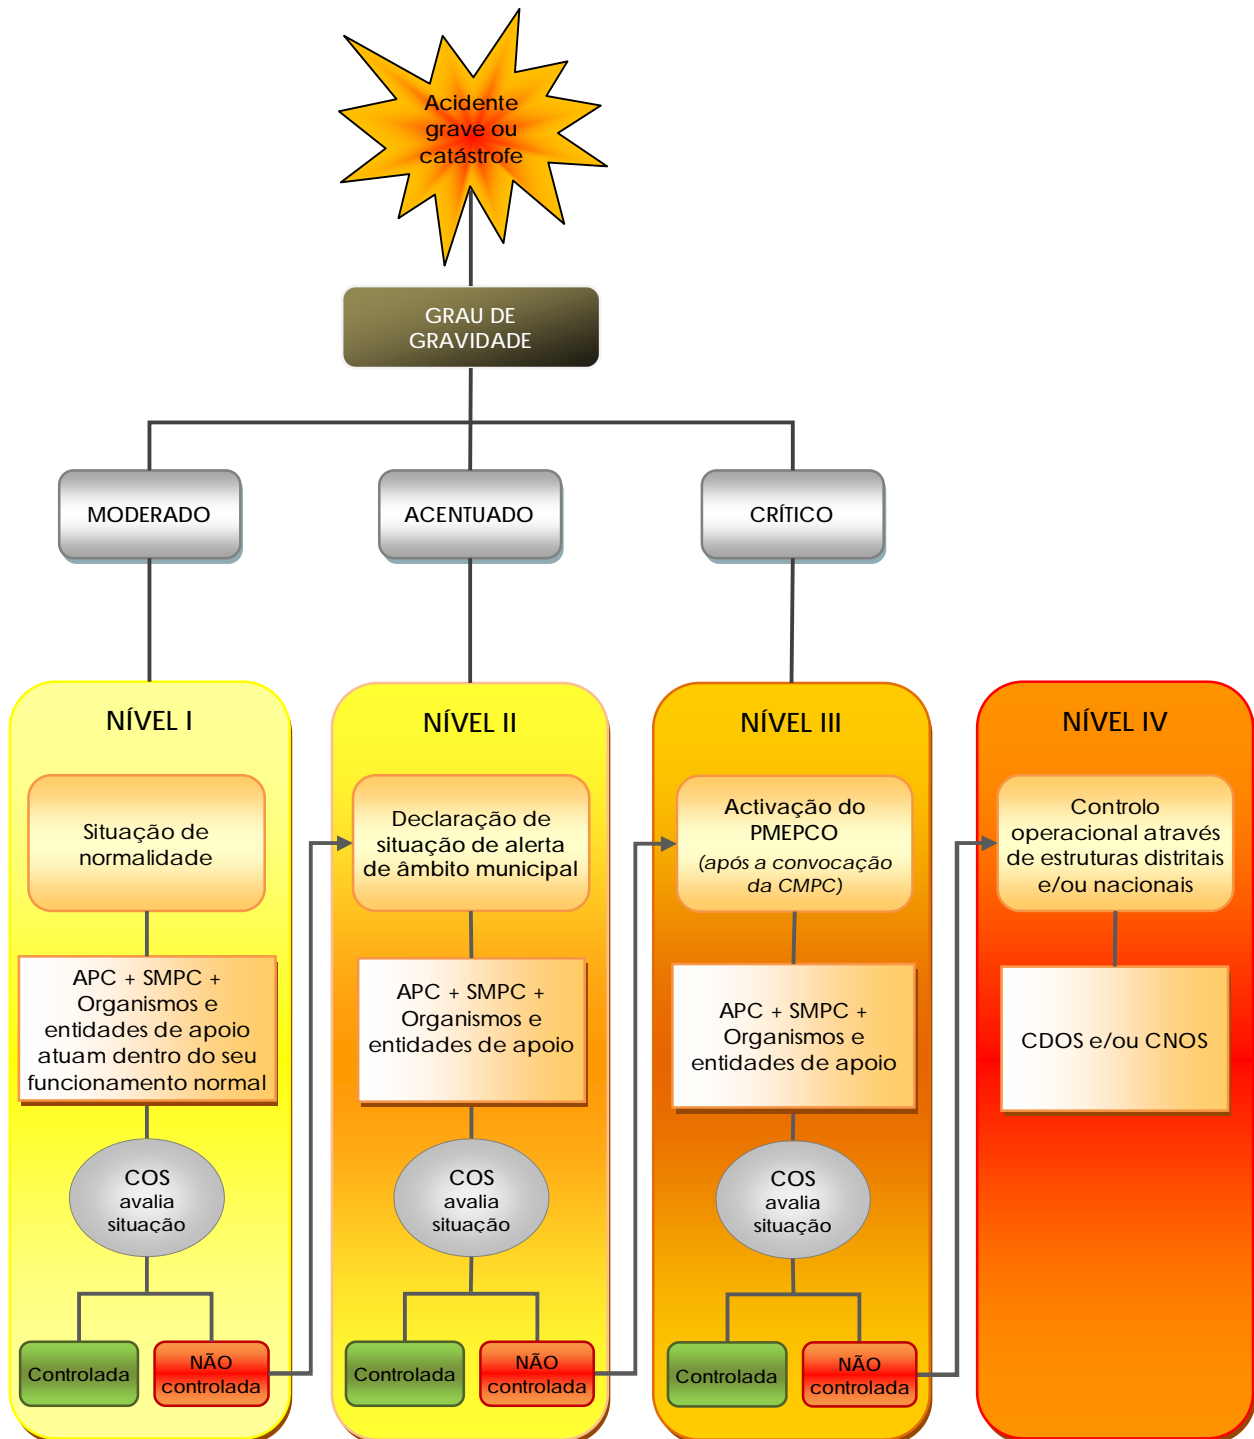 Acidente
grave ou
catástrofe
GRAU DE
GRAVIDADE
MODERADO
ACENTUADO
CRÍTICO
NÍVEL I
Situação de
normalidade
APC + SMPC +
Organismos e
entidades de apoio
atuam dentro do seu
funcionamento normal
COS
avalia
situação
Controlada
NÃO
controlada
NÍVEL II
Declaração de
situação de alerta
de âmbito municipal
APC + SMPC +
Organismos e
entidades de apoio
COS
avalia
situação
Controlada
NÃO
controlada
NÍVEL III
Activação do
PMEPCO
(após a convocação
da CMPC)
APC + SMPC +
Organismos e
entidades de apoio
COS
avalia
situação
Controlada
NÃO
controlada
NÍVEL IV
Controlo
operacional através
de estruturas distritais
e/ou nacionais
CDOS e/ou CNOS